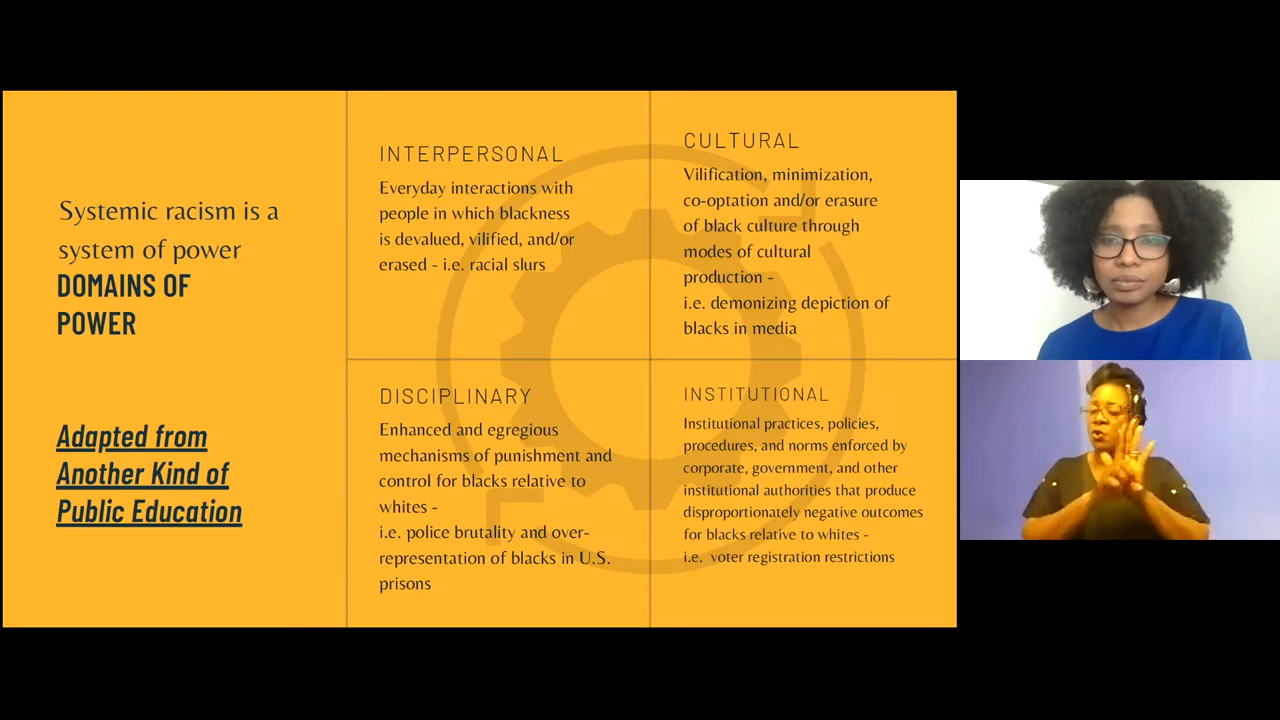 Systemic racism is a
system of power
DOMAINS OF
POWER
Adapted from
Another Kind of
Public Education
INTERPERSONAL
Everyday interactions with
people in which blackness
is devalued, vilified, and/or
erased - i.e. racial slurs
CULTURAL
Vilification, minimization,
co-optation and/or erasure
of black culture through
modes of cultural
production -
i.e. demonizing depiction of
blacks in media
DISCIPLINARY
Enhanced and egregious
mechanisms of punishment and
control for blacks relative to
whites -
i.e. police brutality and over-
representation of blacks in U.S.
prisons
INSTITUTIONAL
Institutional practices, policies,
procedures, and norms enforced by
corporate, government, and other
institutional authorities that produce
disproportionately negative outcomes
for blacks relative to whites -
i.e. voter registration restrictions